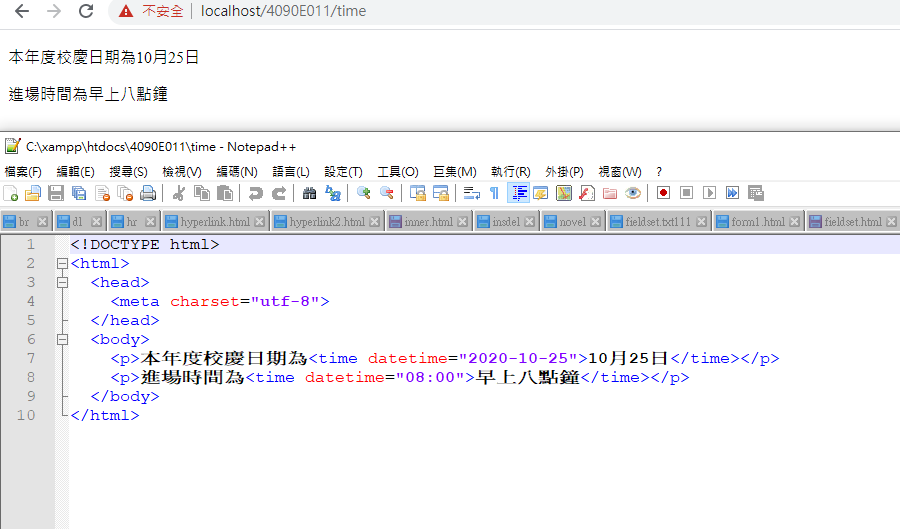 不安全 | localhost/4090E011/time
本年度校慶日期為10月25日
進場時間為早上八點鐘
C:\xampp\htdocs\4090E011\time - Notepad++
檔案(F) 編輯(E) 搜尋(S) 檢視(V) 編碼(N) 語言(L) 設定(T) 工具(O) 巨集(M) 執行(R) 外掛(P) 視窗(W) ?
br dl hr hyperlink.html hyperlink2.html inner.html insdel novel fieldset.txt111 form1.html fieldset.html
1 <!DOCTYPE html>
2 <html>
3 <head>
4 <meta charset="utf-8">
5 </head>
6 <body>
7 <p>本年度校慶日期為<time datetime="2020-10-25">10月25日</time></p>
8 <p>進場時間為<time datetime="08:00">早上八點鐘</time></p>
9 </body>
10 </html>